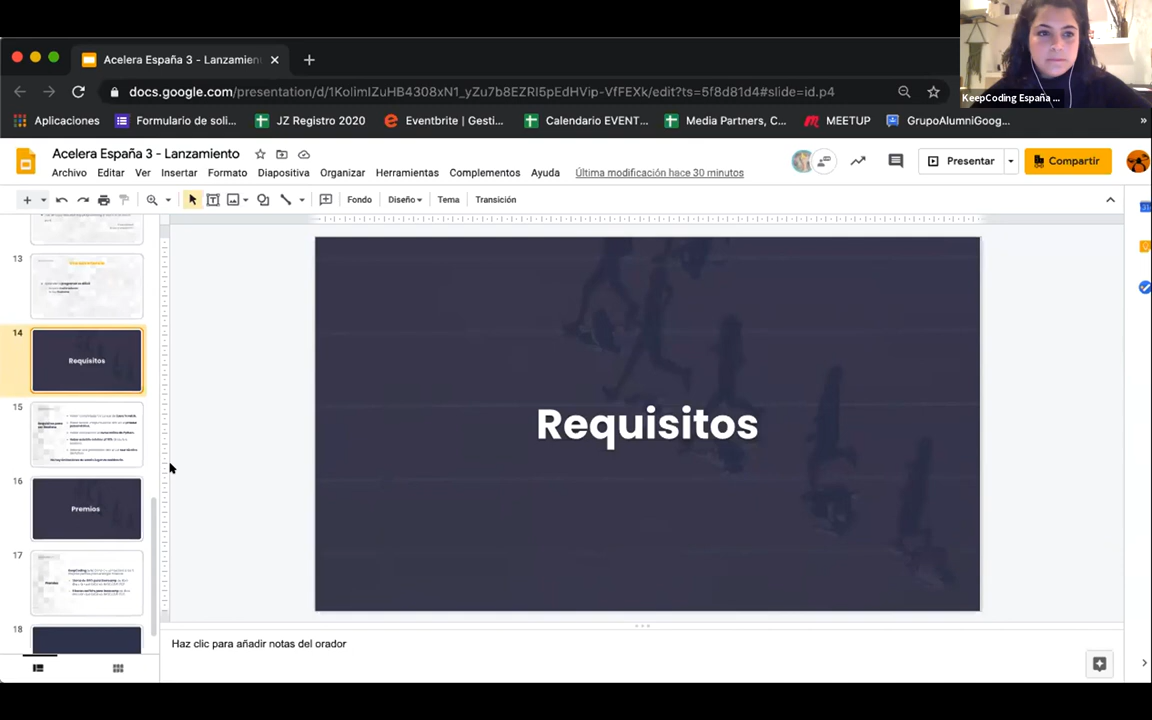 Acelera España 3 - Lanzamien
docs.google.com/presentation/d/1KolimIZuHB4308xN1_yZu7b8EZRI5pEdHVip-VfFEXk/edit?ts=5f8d81d4#slide=id.p4
KeepCoding España ...
Aplicaciones
Formulario de soli...
JZ Registro 2020
Eventbrite | Gesti...
Calendario EVENT...
Media Partners, C...
MEETUP
GrupoAlumniGoog...
»
Acelera España 3 - Lanzamiento
Presentar
Compartir
Archivo Editar Ver Insertar Formato Diapositiva Organizar Herramientas Complementos Ayuda Última modificación hace 30 minutos
Fondo Diseño Tema Transición
13
14
Requisitos
15
16
Premios
17
Premios
18
Requisitos
Haz clic para añadir notas del orador